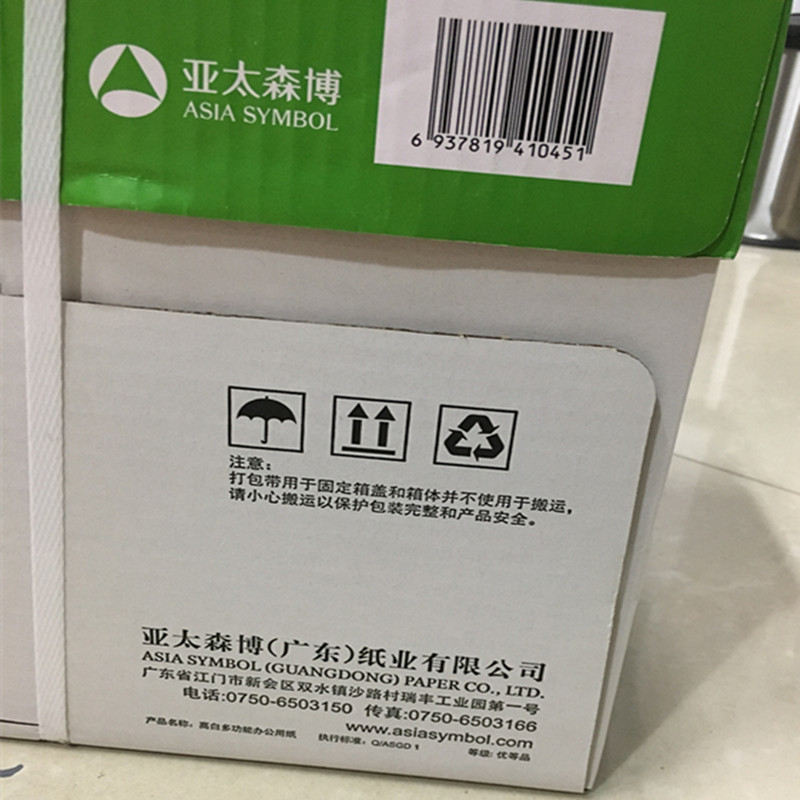 亚太森博
ASIA SYMBOL
6 937819 410451
注意：
打包带用于固定箱盖和箱体并不使用于搬运，
请小心搬运以保护包装完整和产品安全。
亚太森博(广东)纸业有限公司
ASIA SYMBOL (GUANGDONG) PAPER CO., LTD.
广东省江门市新会区双水镇沙路村瑞丰工业园第一号
电话:0750-6503150 传真:0750-6503166
www.asiasymbol.com
产品名称：高白多功能办公用纸 执行标准：Q/ASGD 1 等级：优等品